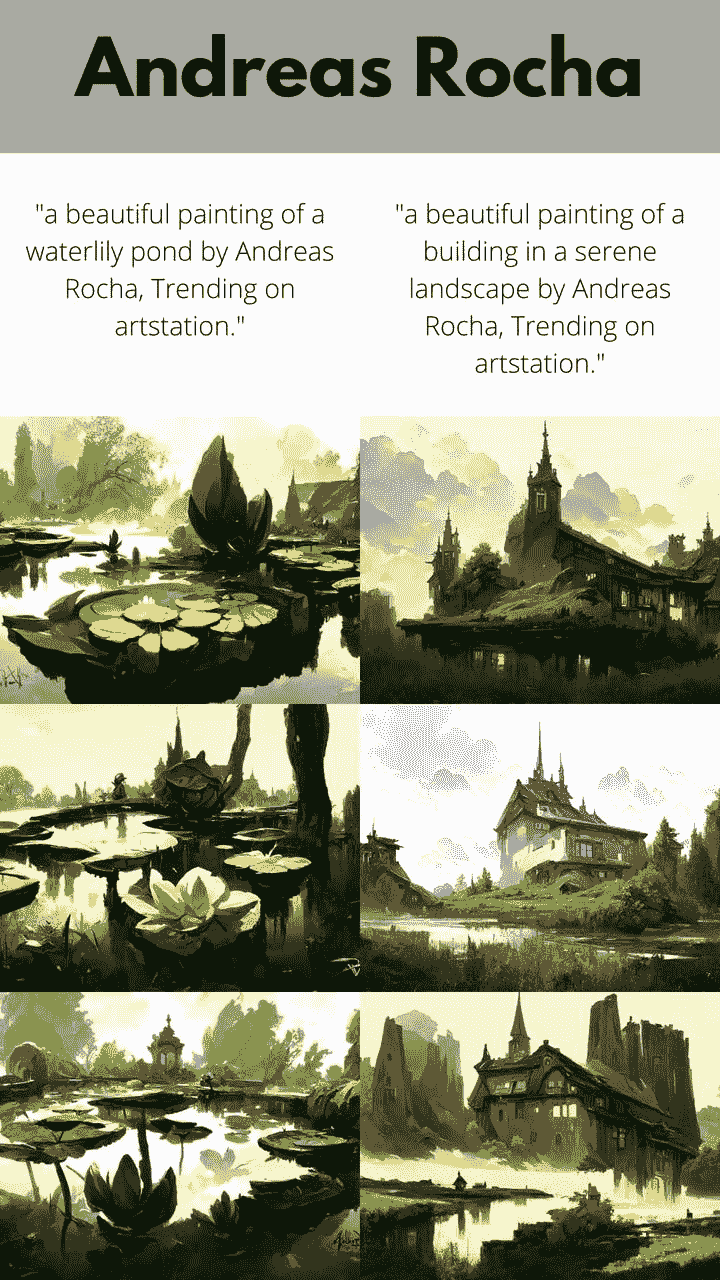 Andreas Rocha
"a beautiful painting of a
waterlily pond by Andreas
Rocha, Trending on
artstation."
"a beautiful painting of a
building in a serene
landscape by Andreas
Rocha, Trending on
artstation."